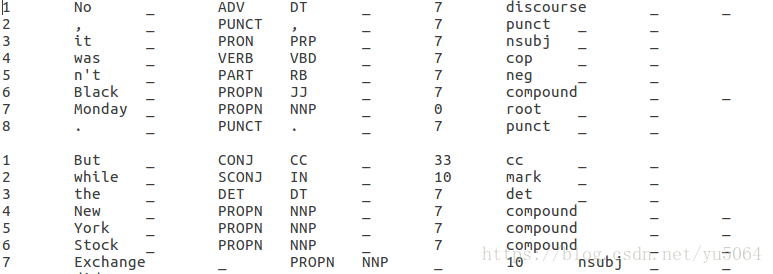 1 No _ ADV DT _ 7 discourse _ _
2 , _ PUNCT , _ 7 punct _ _
3 it _ PRON PRP _ 7 nsubj _ _
4 was _ VERB VBD _ 7 cop _ _
5 n't _ PART RB _ 7 neg _ _
6 Black _ PROPN JJ _ 7 compound _ _
7 Monday _ PROPN NNP _ 0 root _ _
8 . _ PUNCT . _ 7 punct _ _
1 But _ CONJ CC _ 33 cc _ _
2 while _ SCONJ IN _ 10 mark _ _
3 the _ DET DT _ 7 det _ _
4 New _ PROPN NNP _ 7 compound _ _
5 York _ PROPN NNP _ 7 compound _ _
6 Stock _ PROPN NNP _ 7 compound _ _
7 Exchange _ PROPN NNP _ 10 nsubj _ _
https://blog.csdn.net/yu5064